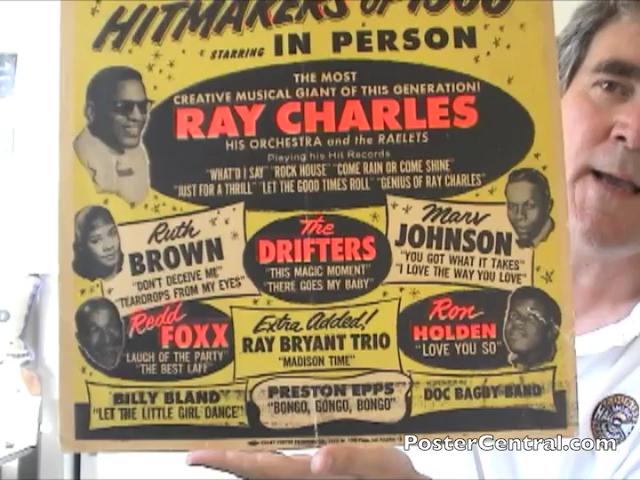 HITMAKERS OF 1960
STARRING IN PERSON
THE MOST
CREATIVE MUSICAL GIANT OF THIS GENERATION!
RAY CHARLES
HIS ORCHESTRA and the RAELETS
Playing his Hit Records
"WHAT'D I SAY" "ROCK HOUSE" "COME RAIN OR COME SHINE"
"JUST FOR A THRILL" "LET THE GOOD TIMES ROLL" "GENIUS OF RAY CHARLES"
Ruth
BROWN
"DON'T DECEIVE ME"
"TEARDROPS FROM MY EYES"
The
DRIFTERS
"THIS MAGIC MOMENT"
"THERE GOES MY BABY"
Marv
JOHNSON
"YOU GOT WHAT IT TAKES"
"I LOVE THE WAY YOU LOVE"
Redd
FOXX
"LAUGH OF THE PARTY"
"THE BEST LAFF"
Extra Added!
RAY BRYANT TRIO
"MADISON TIME"
Ron
HOLDEN
"LOVE YOU SO"
BILLY BLAND
"LET THE LITTLE GIRL DANCE"
PRESTON EPPS
"BONGO, BONGO, BONGO"
DOC BAGBY BAND
PosterCentral.com